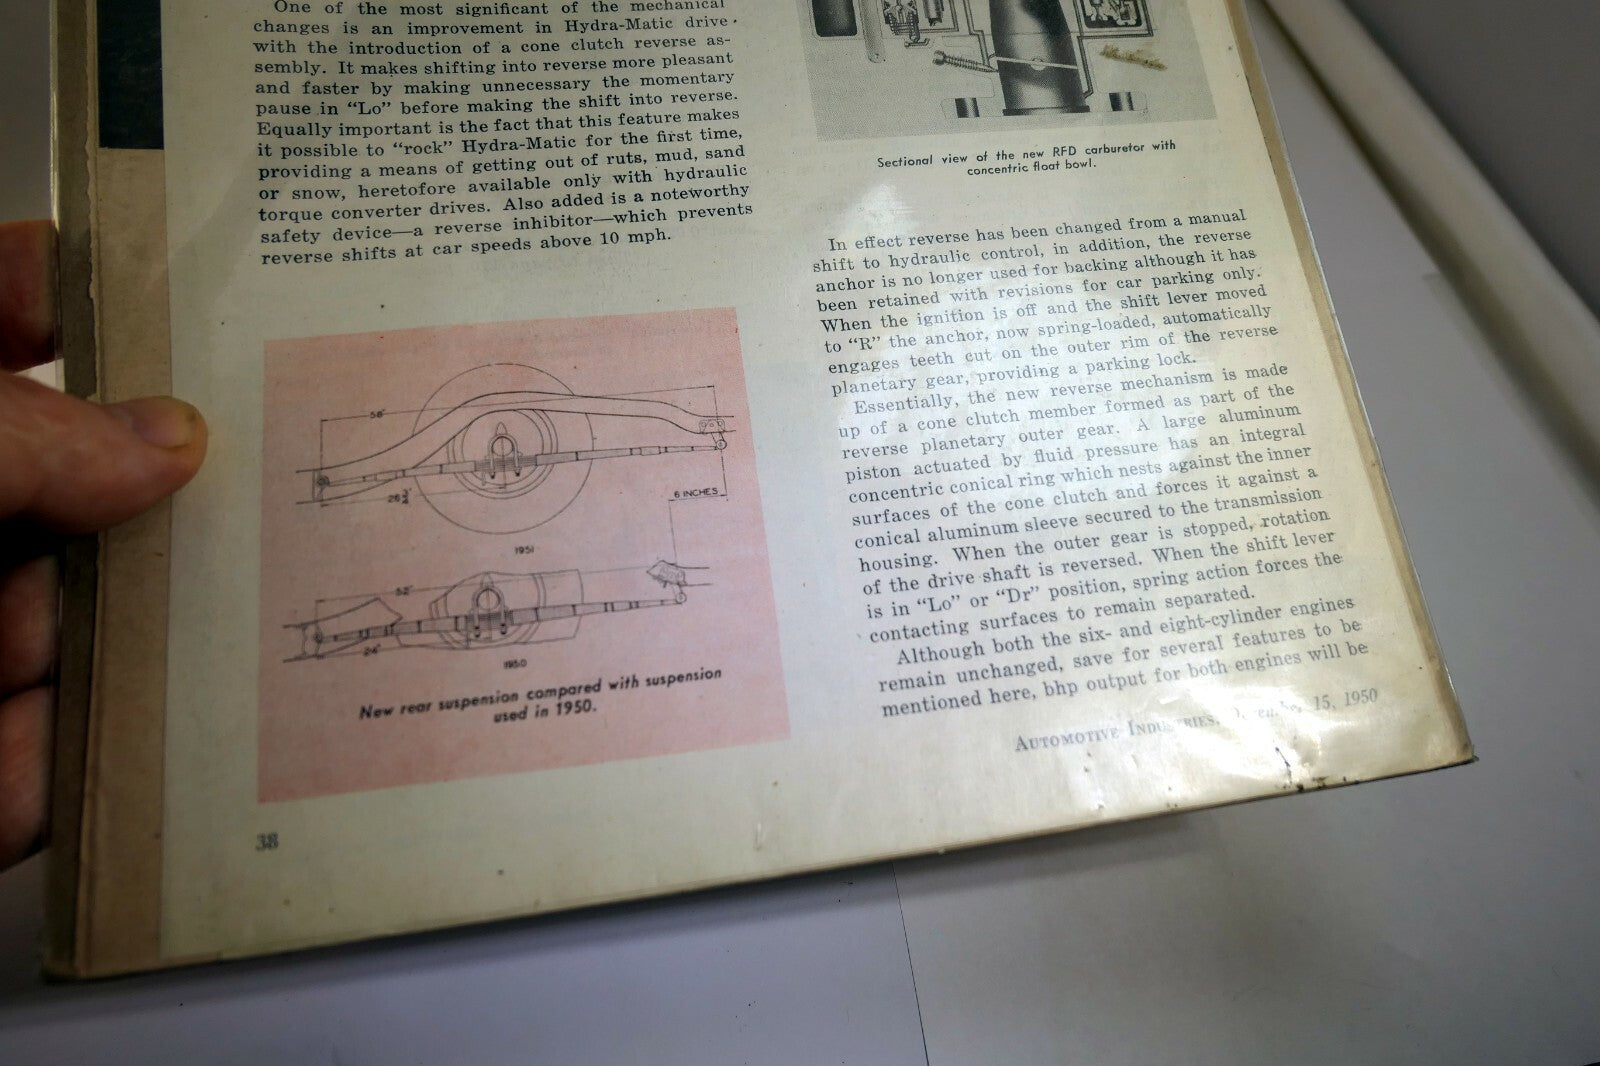 One of the most significant of the mechanical
changes is an improvement in Hydra-Matic drive
with the introduction of a cone clutch reverse as-
sembly. It makes shifting into reverse more pleasant
and faster by making unnecessary the momentary
pause in “Lo” before making the shift into reverse.
Equally important is the fact that this feature makes
it possible to “rock” Hydra-Matic for the first time,
providing a means of getting out of ruts, mud, sand
or snow, heretofore available only with hydraulic
torque converter drives. Also added is a noteworthy
safety device—a reverse inhibitor—which prevents
reverse shifts at car speeds above 10 mph.
58"
26 3/4"
6 INCHES
1951
52"
24"
1950
New rear suspension compared with suspension
used in 1950.
38
Sectional view of the new RFD carburetor with
concentric float bowl.
In effect reverse has been changed from a manual
shift to hydraulic control, in addition, the reverse
anchor is no longer used for backing although it has
been retained with revisions for car parking only.
When the ignition is off and the shift lever moved
to “R” the anchor, now spring-loaded, automatically
engages teeth cut on the outer rim of the reverse
planetary gear, providing a parking lock.
Essentially, the new reverse mechanism is made
up of a cone clutch member formed as part of the
reverse planetary outer gear. A large aluminum
piston actuated by fluid pressure has an integral
concentric conical ring which nests against the inner
surfaces of the cone clutch and forces it against a
conical aluminum sleeve secured to the transmission
housing. When the outer gear is stopped, rotation
of the drive shaft is reversed. When the shift lever
is in “Lo” or “Dr” position, spring action forces the
contacting surfaces to remain separated.
Although both the six- and eight-cylinder engines
remain unchanged, save for several features to be
mentioned here, bhp output for both engines will be
AUTOMOTIVE INDUSTRIES, 15, 1950